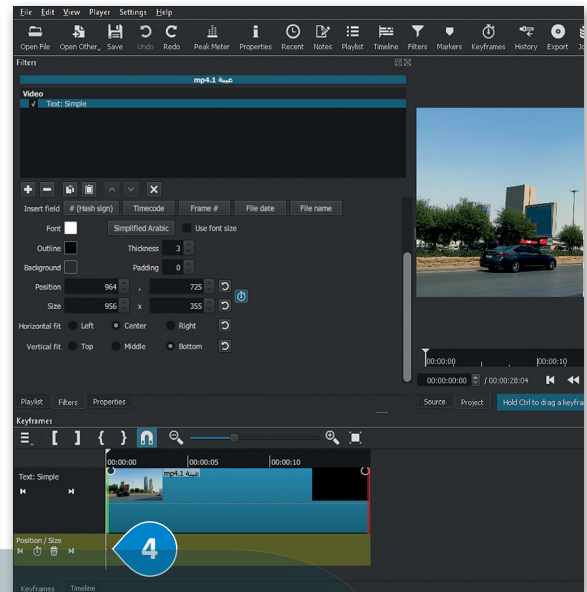 File Edit View Player Settings Help
Open File Open Other... Save Undo Redo Peak Meter Properties Recent Notes Playlist Timeline Filters Markers Keyframes History Export
Filters
عينة 1.mp4
Video
Text: Simple
Insert field # (Hash sign) Timecode Frame # File date File name
Font Simplified Arabic Use font size
Outline Thickness 3
Background Padding 0
Position 964 , 725
Size 956 x 355
Horizontal fit Left Center Right
Vertical fit Top Middle Bottom
00:00:00 00:00:10
00:00:00:00 / 00:00:28:04
Playlist Filters Properties
Source Project Hold Ctrl to drag a keyfra
Keyframes
00:00:00 00:00:05 00:00:10
Text: Simple
عينة 1.mp4
Position / Size
4
Keyframes Timeline